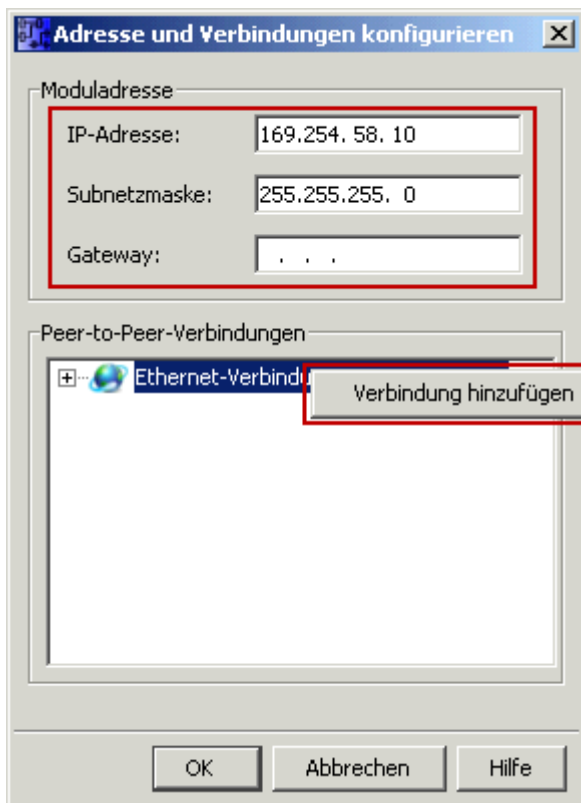 Adresse und Verbindungen konfigurieren
Moduladresse
IP-Adresse: 169.254. 58. 10
Subnetzmaske: 255.255.255. 0
Gateway: . . .
Peer-to-Peer-Verbindungen
Verbindung hinzufügen
OK Abbrechen Hilfe